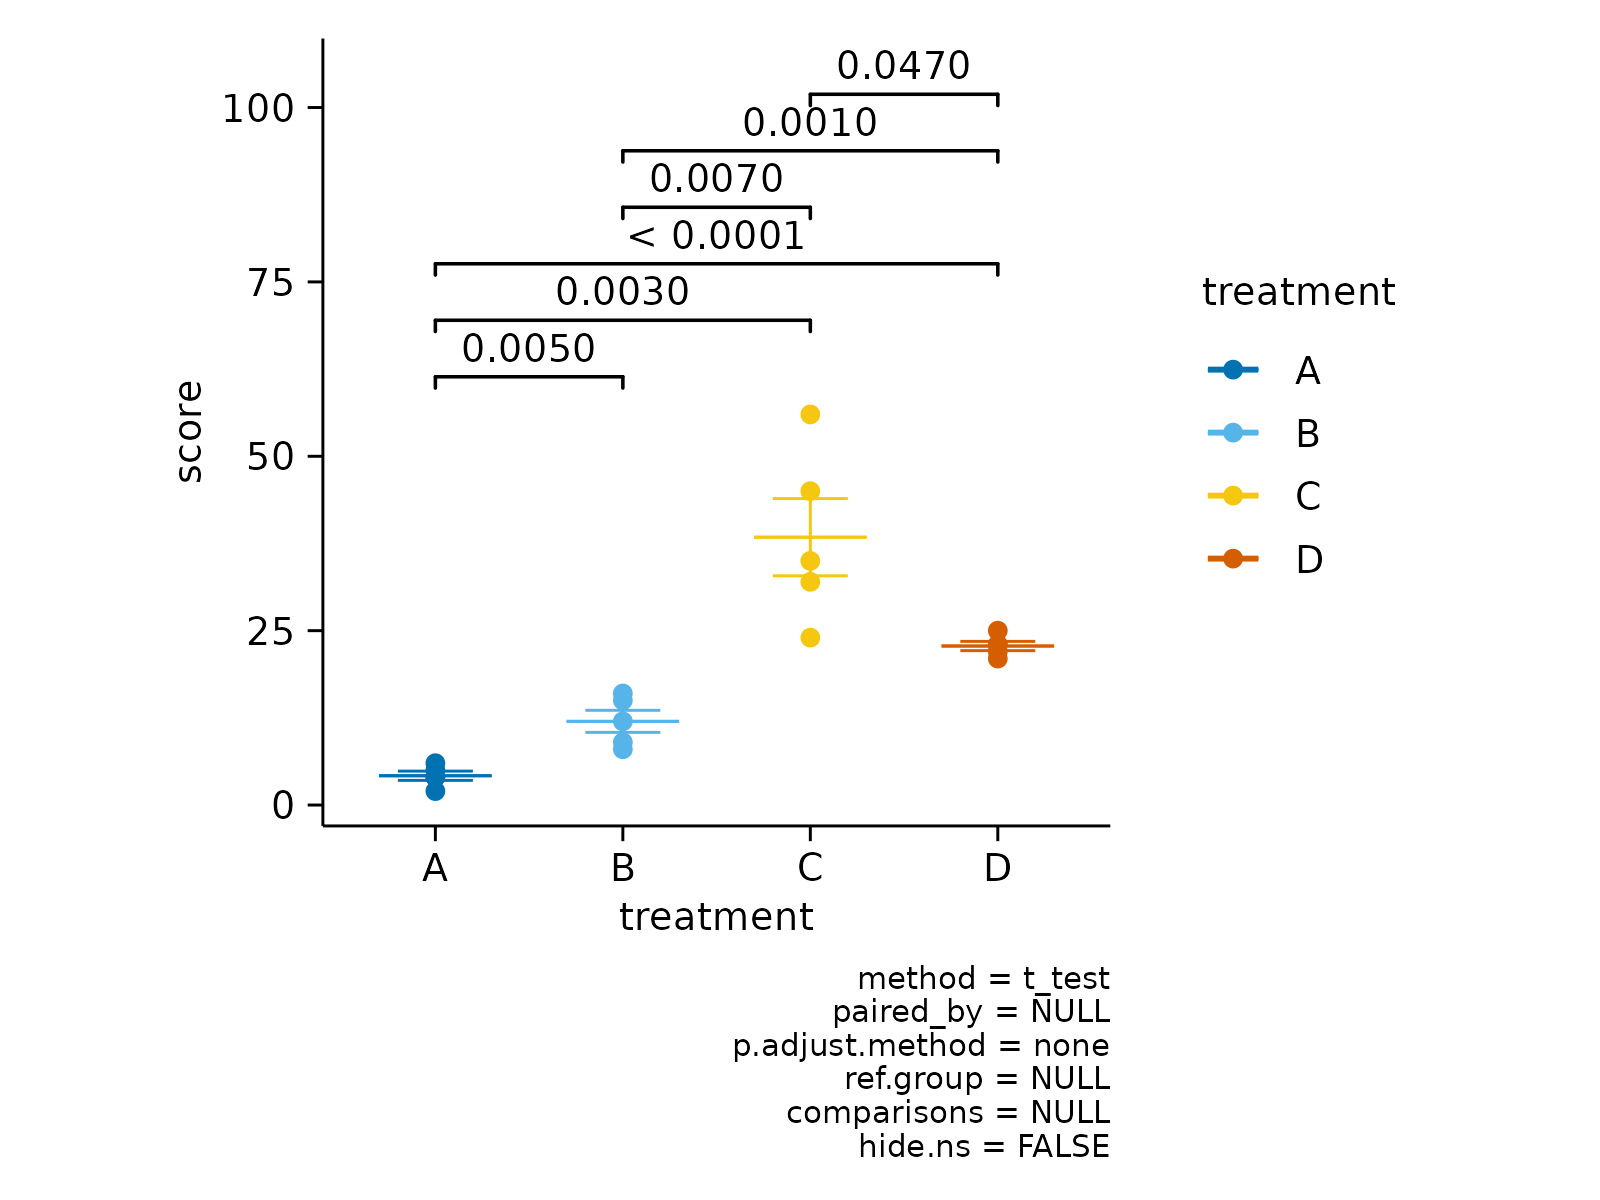 0.0470
100
0.0010
0.0070
< 0.0001
75
0.0030
0.0050
50
25
0
score
A B C D
treatment
treatment
A
B
C
D
method = t_test
paired_by = NULL
p.adjust.method = none
ref.group = NULL
comparisons = NULL
hide.ns = FALSE